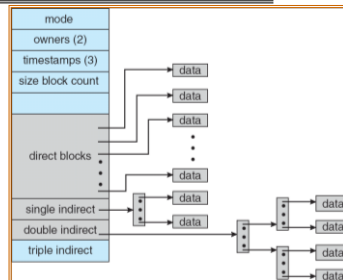 mode
owners (2)
timestamps (3)
size block count
data
data
data
direct blocks
data
data
single indirect
data
data
double indirect
data
triple indirect
data
data